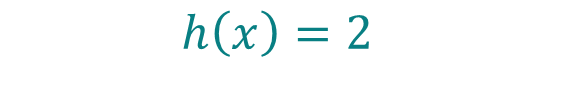 h(x) = 2